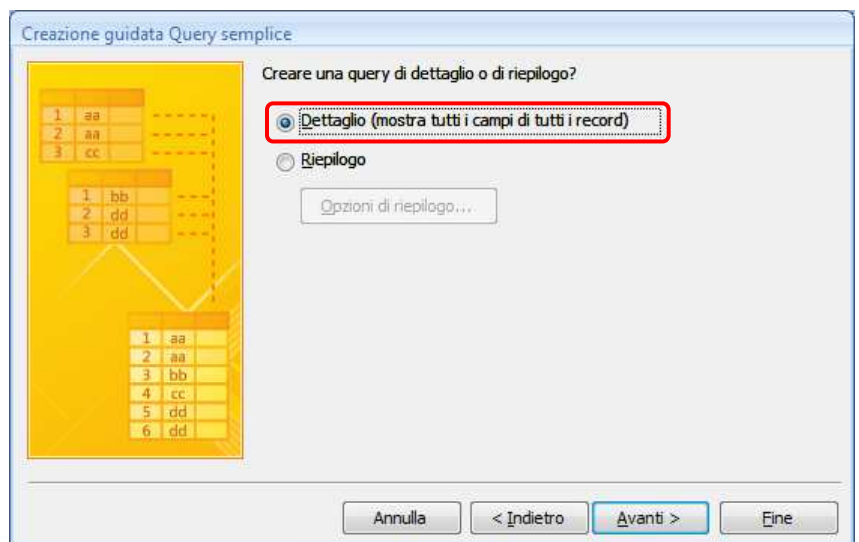 Creazione guidata Query semplice
Creare una query di dettaglio o di riepilogo?
Dettaglio (mostra tutti i campi di tutti i record)
Riepilogo
Opzioni di riepilogo...
1 aa
2 aa
3 cc
1 bb
2 dd
3 dd
1 aa
2 aa
3 bb
4 cc
5 dd
6 dd
Annulla
< Indietro
Avanti >
Fine